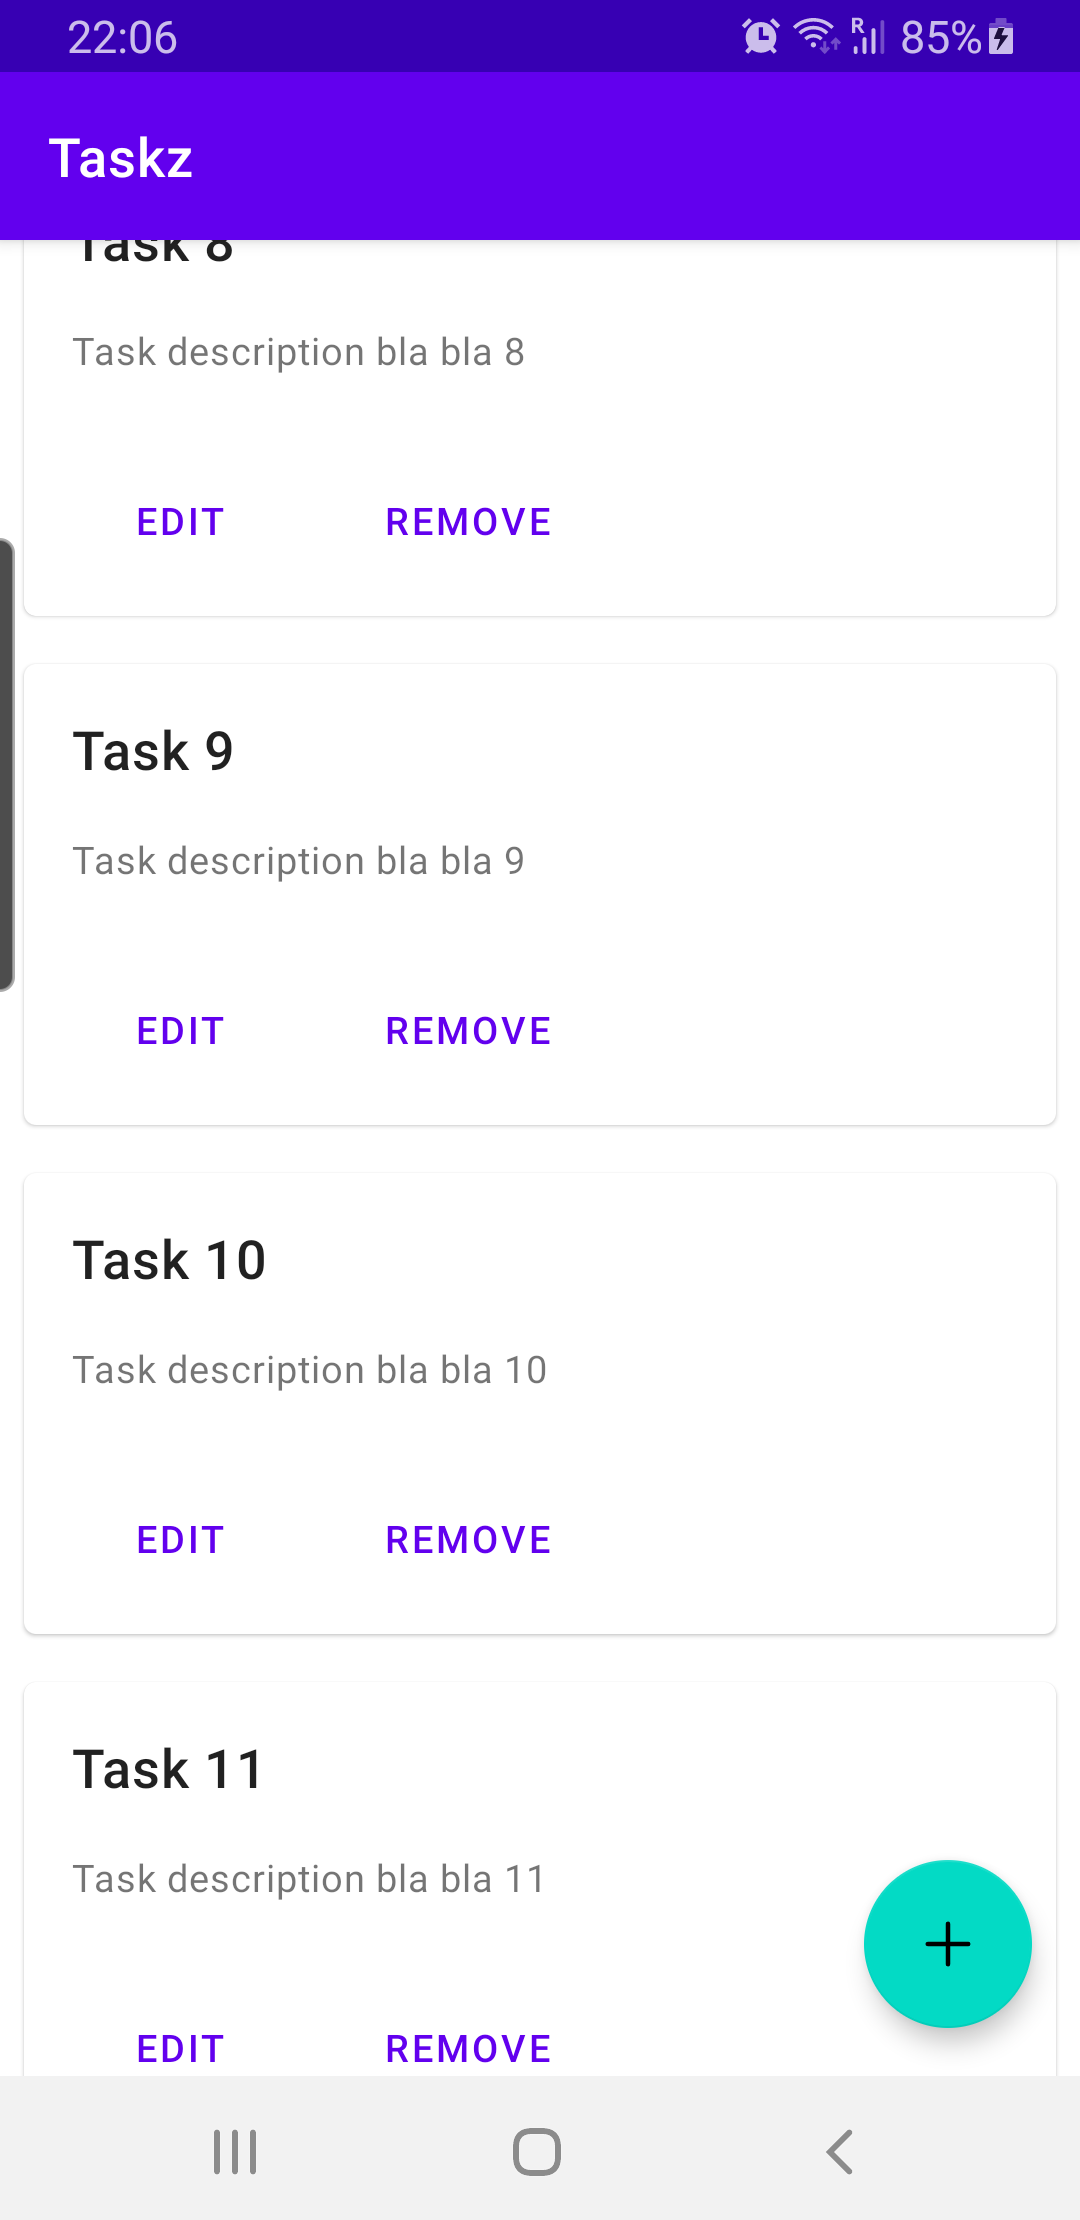 22:06
R 85%
Taskz
Task 8
Task description bla bla 8
EDIT REMOVE
Task 9
Task description bla bla 9
EDIT REMOVE
Task 10
Task description bla bla 10
EDIT REMOVE
Task 11
Task description bla bla 11
EDIT REMOVE